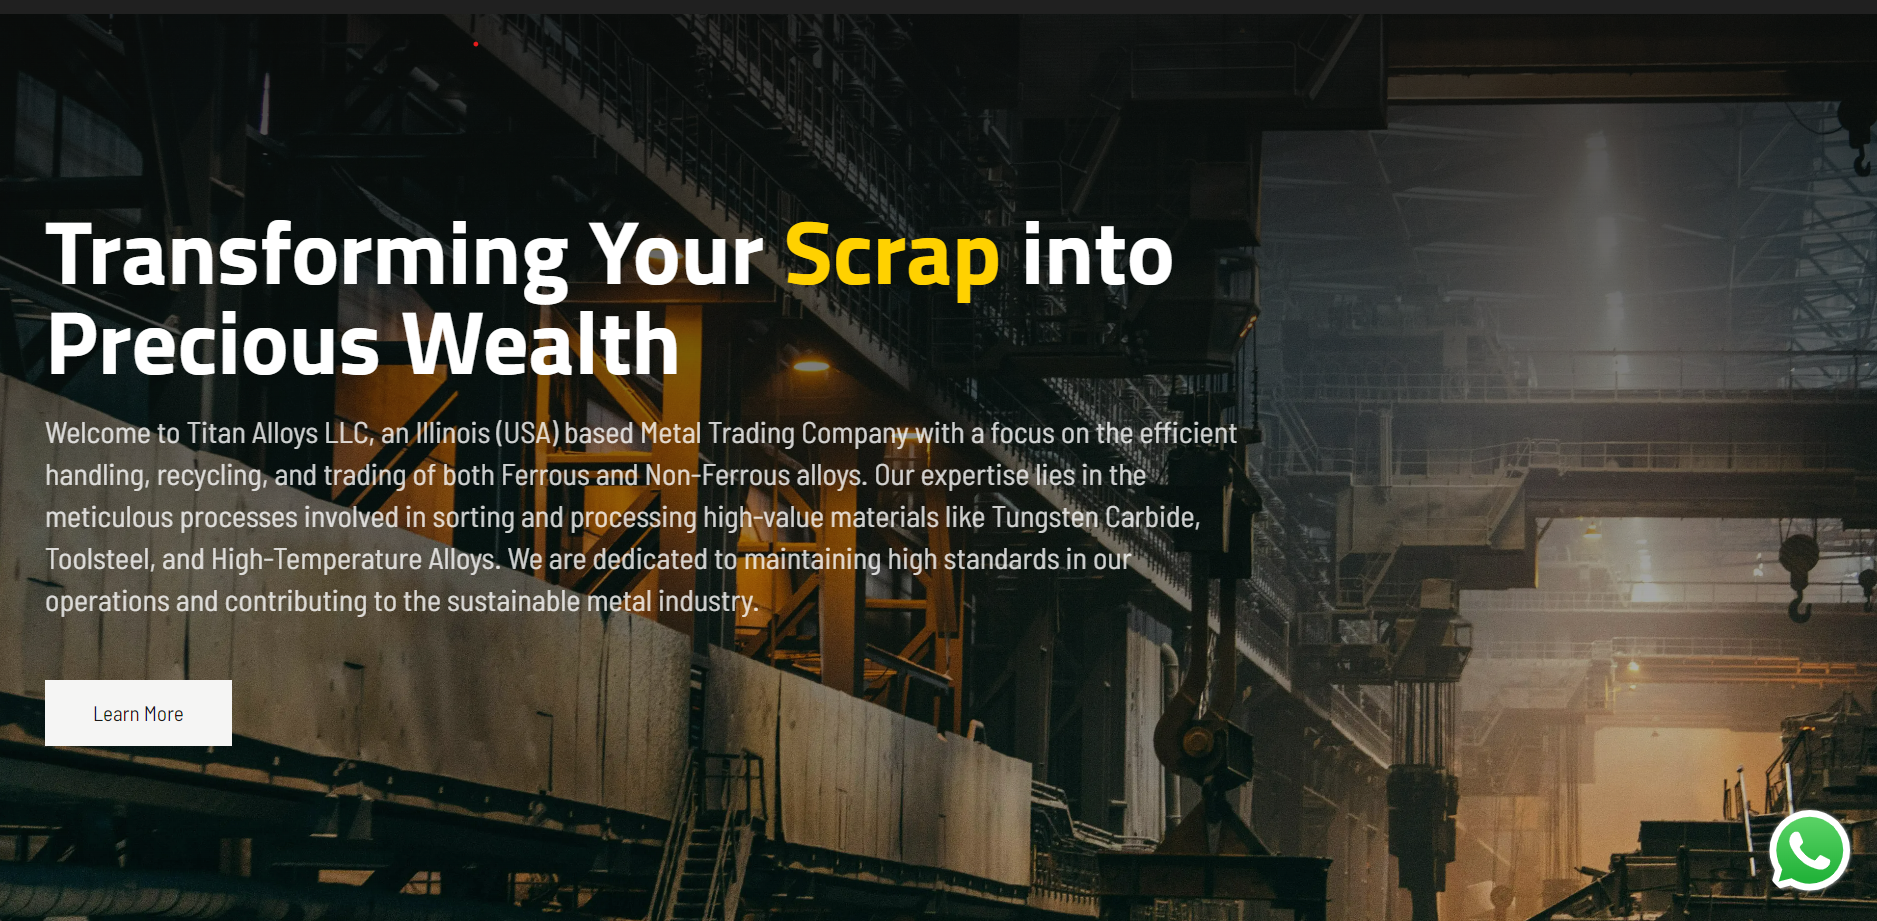 Transforming Your Scrap into
Precious Wealth
Welcome to Titan Alloys LLC, an Illinois (USA) based Metal Trading Company with a focus on the efficient
handling, recycling, and trading of both Ferrous and Non-Ferrous alloys. Our expertise lies in the
meticulous processes involved in sorting and processing high-value materials like Tungsten Carbide,
Toolsteel, and High-Temperature Alloys. We are dedicated to maintaining high standards in our
operations and contributing to the sustainable metal industry.
Learn More